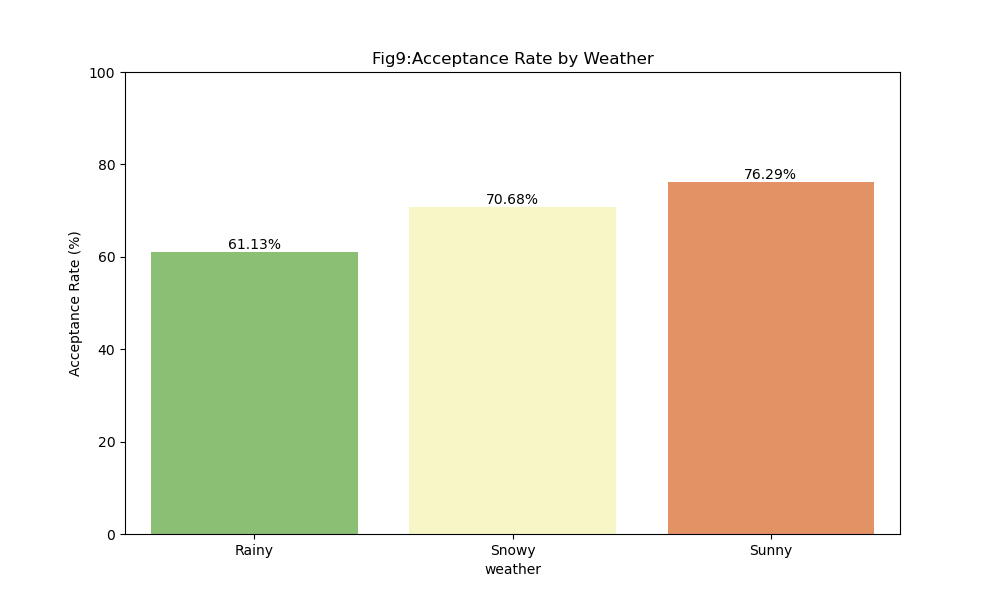 Fig9:Acceptance Rate by Weather
Acceptance Rate (%)
100
80
60
40
20
0
61.13%
70.68%
76.29%
Rainy
Snowy
Sunny
weather